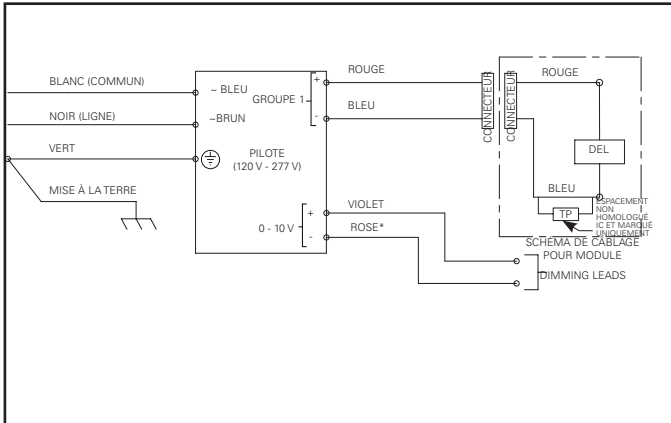 BLANC (COMMUN)
NOIR (LIGNE)
VERT
MISE À LA TERRE
~ BLEU
~BRUN
GROUPE 1
+
-
PILOTE
(120 V - 277 V)
0 - 10 V
+
-
ROUGE
BLEU
VIOLET
ROSE*
CONNECTEUR
CONNECTEUR
ROUGE
DEL
BLEU
TP
ESPACEMENT
NON
HOMOLOGUÉ
IC ET MARQUÉ
UNIQUEMENT
SCHÉMA DE CÂBLAGE
POUR MODULE
DIMMING LEADS